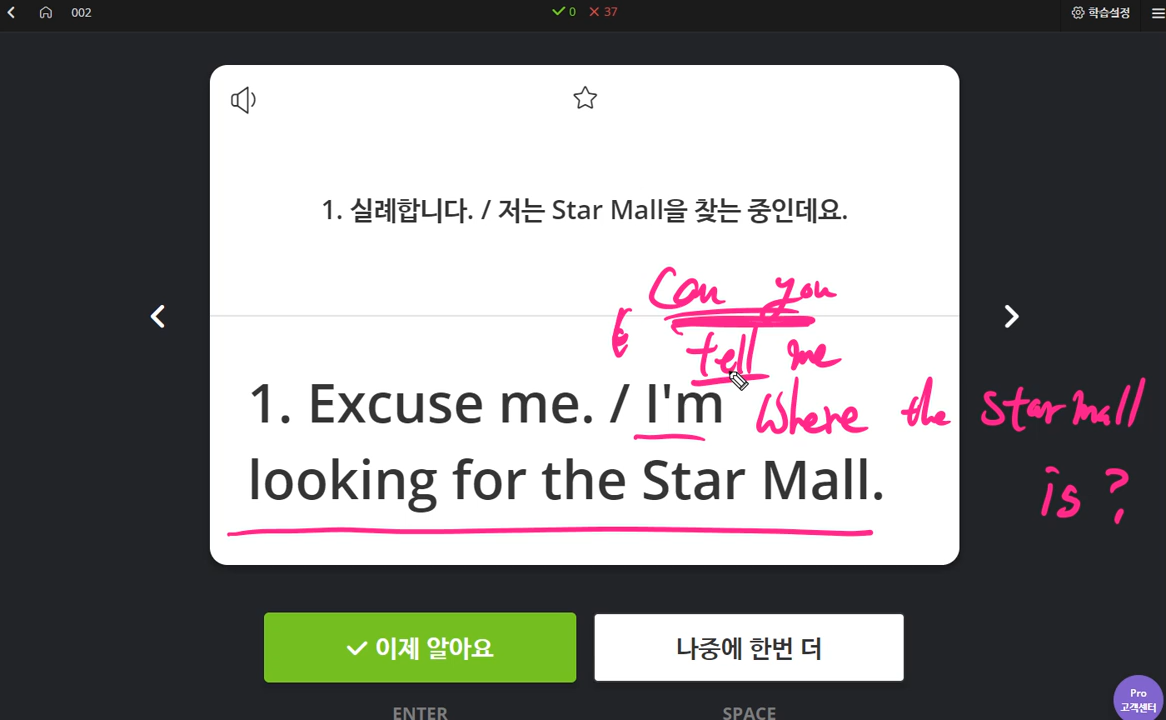 002
0
37
학습설정
1. 실례합니다. / 저는 Star Mall을 찾는 중인데요.
Can you
tell me
1. Excuse me. / I'm
where the Star Mall
looking for the Star Mall.
is?
이제 알아요
나중에 한번 더
Pro
고객센터
ENTER
SPACE